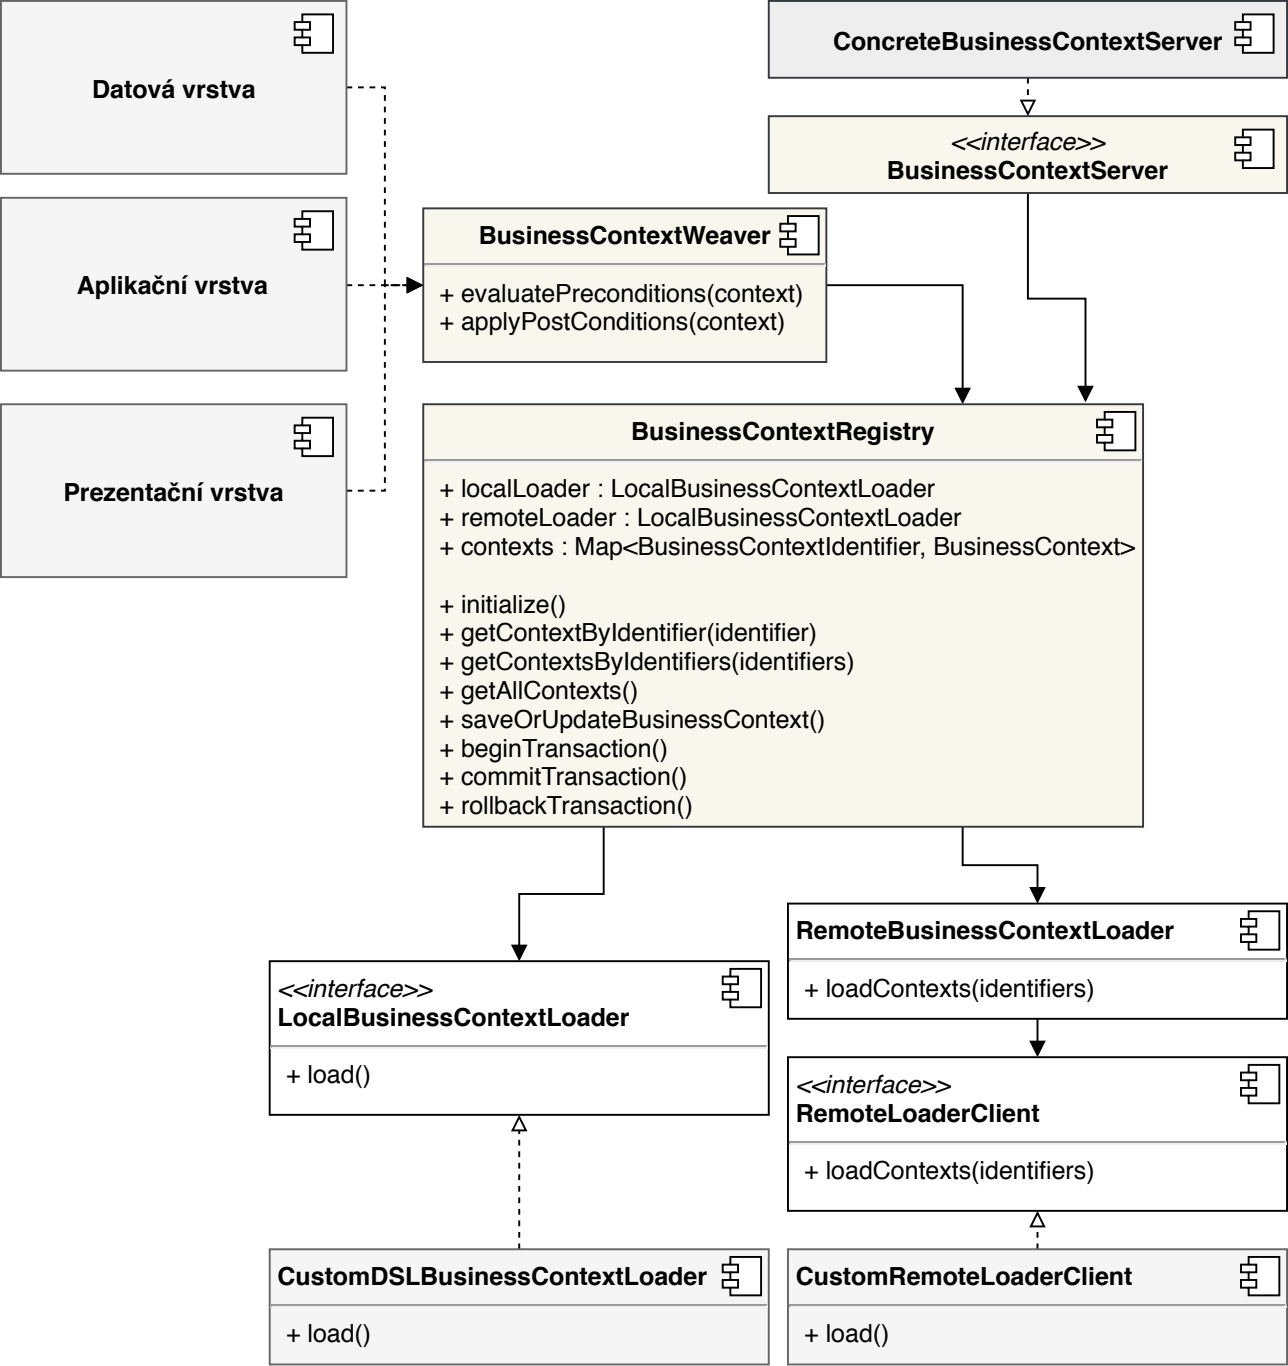 Datová vrstva
Aplikační vrstva
Prezentační vrstva
ConcreteBusinessContextServer
<<interface>>
BusinessContextServer
BusinessContextWeaver
+ evaluatePreconditions(context)
+ applyPostConditions(context)
BusinessContextRegistry
+ localLoader : LocalBusinessContextLoader
+ remoteLoader : LocalBusinessContextLoader
+ contexts : Map<BusinessContextIdentifier, BusinessContext>
+ initialize()
+ getContextByIdentifier(identifier)
+ getContextsByIdentifiers(identifiers)
+ getAllContexts()
+ saveOrUpdateBusinessContext()
+ beginTransaction()
+ commitTransaction()
+ rollbackTransaction()
<<interface>>
LocalBusinessContextLoader
+ load()
RemoteBusinessContextLoader
+ loadContexts(identifiers)
<<interface>>
RemoteLoaderClient
+ loadContexts(identifiers)
CustomDSLBusinessContextLoader
+ load()
CustomRemoteLoaderClient
+ load()